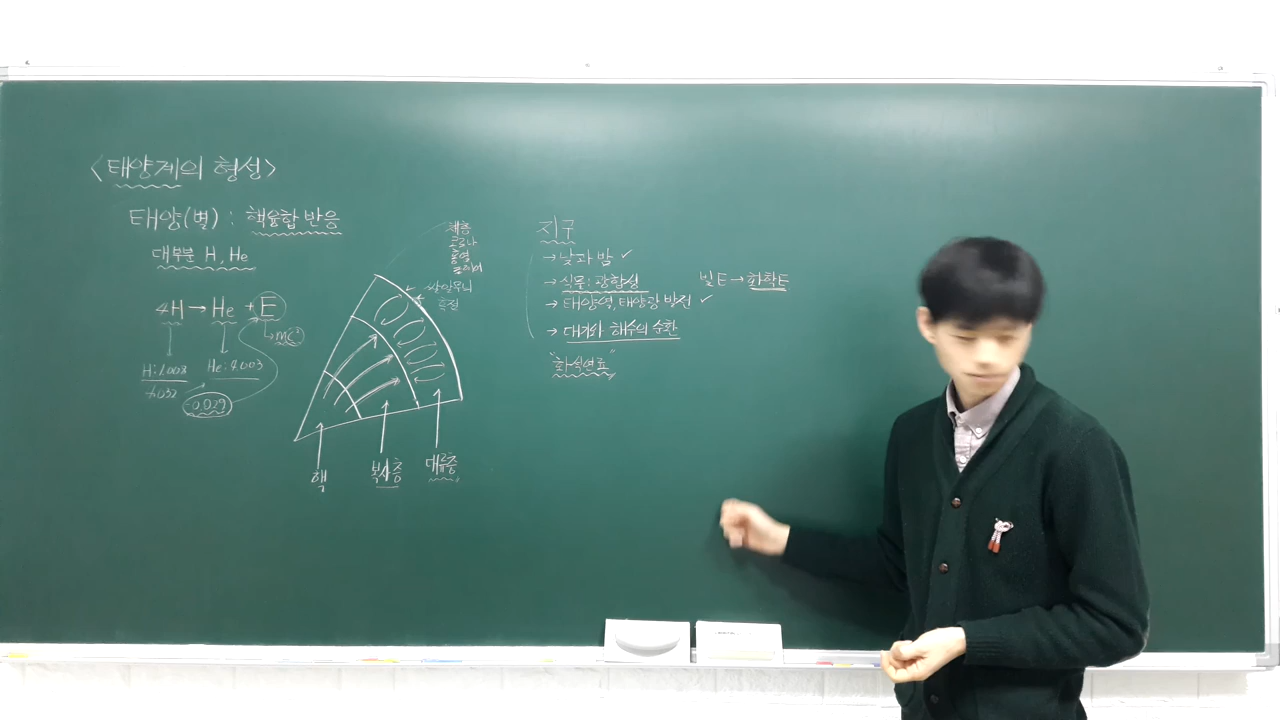 <태양계의 형성>
태양(별) : 핵융합 반응
대부분 H, He
4H → He + E
mc²
H : 1.008
He : 4.003
4.032
-0.029
채층
코로나
홍염
플레어
쌀알무늬
흑점
핵
복사층
대류층
지구
→ 낮과 밤 ✓
→ 식물 : 광합성
빛E → 화학E
→ 태양열, 태양광 발전 ✓
→ 대기와 해수의 순환
"화석연료"